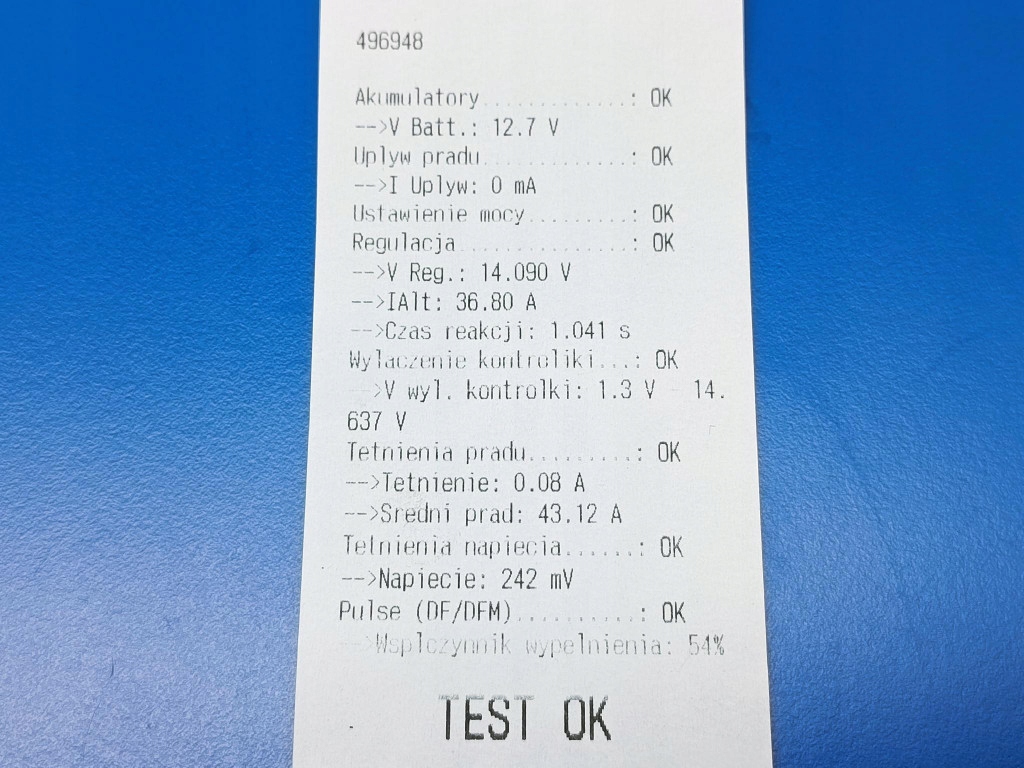 496948
Akumulatory.............: OK
-->V Batt.: 12.7 V
Uplyw pradu.............: OK
-->I Uplyw: 0 mA
Ustawienie mocy.........: OK
Regulacja...............: OK
-->V Reg.: 14.090 V
-->IAlt: 36.80 A
-->Czas reakcji: 1.041 s
Wylaczenie kontroliki...: OK
-->V wyl. kontrolki: 1.3 V - 14.
637 V
Tetnienia pradu.........: OK
-->Tetnienie: 0.08 A
-->Sredni prad: 43.12 A
Tetnienia napiecia......: OK
-->Napiecie: 242 mV
Pulse (DF/DFM)..........: OK
-->Wsplczynnik wypelnienia: 54%
TEST OK